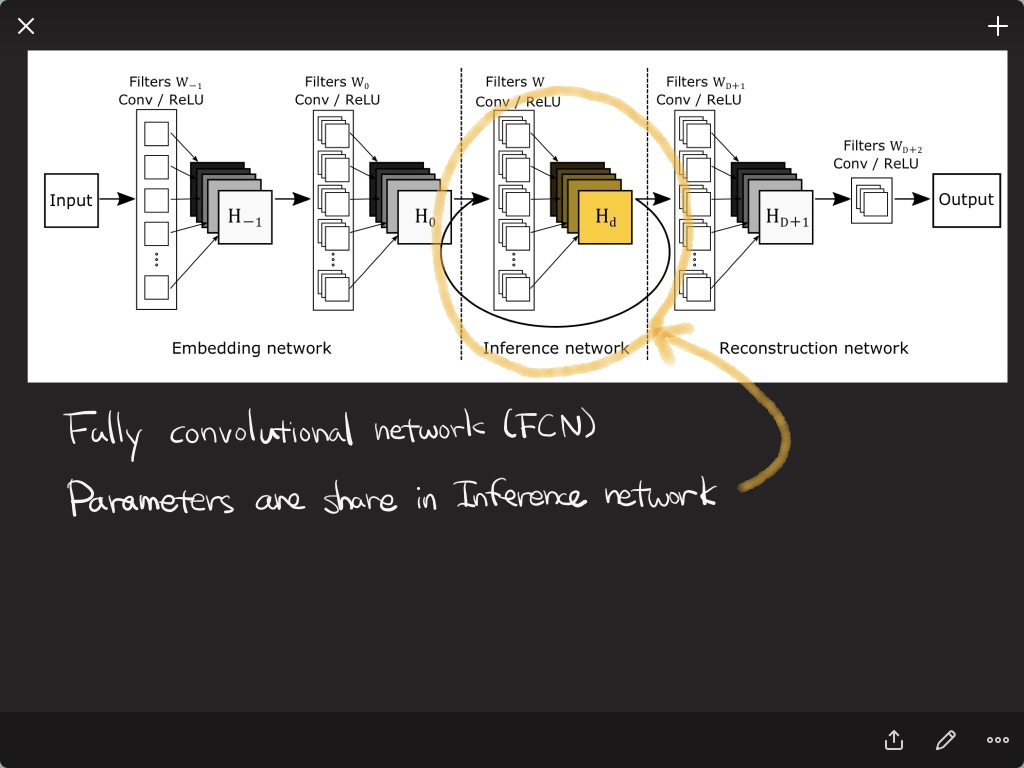 Filters W₋₁
Conv / ReLU
Filters W₀
Conv / ReLU
Filters W
Conv / ReLU
Filters W_D+1
Conv / ReLU
Filters W_D+2
Conv / ReLU
Input
H₋₁
H₀
H_d
H_D+1
Output
Embedding network
Inference network
Reconstruction network
Fully convolutional network (FCN)
Parameters are share in Inference network